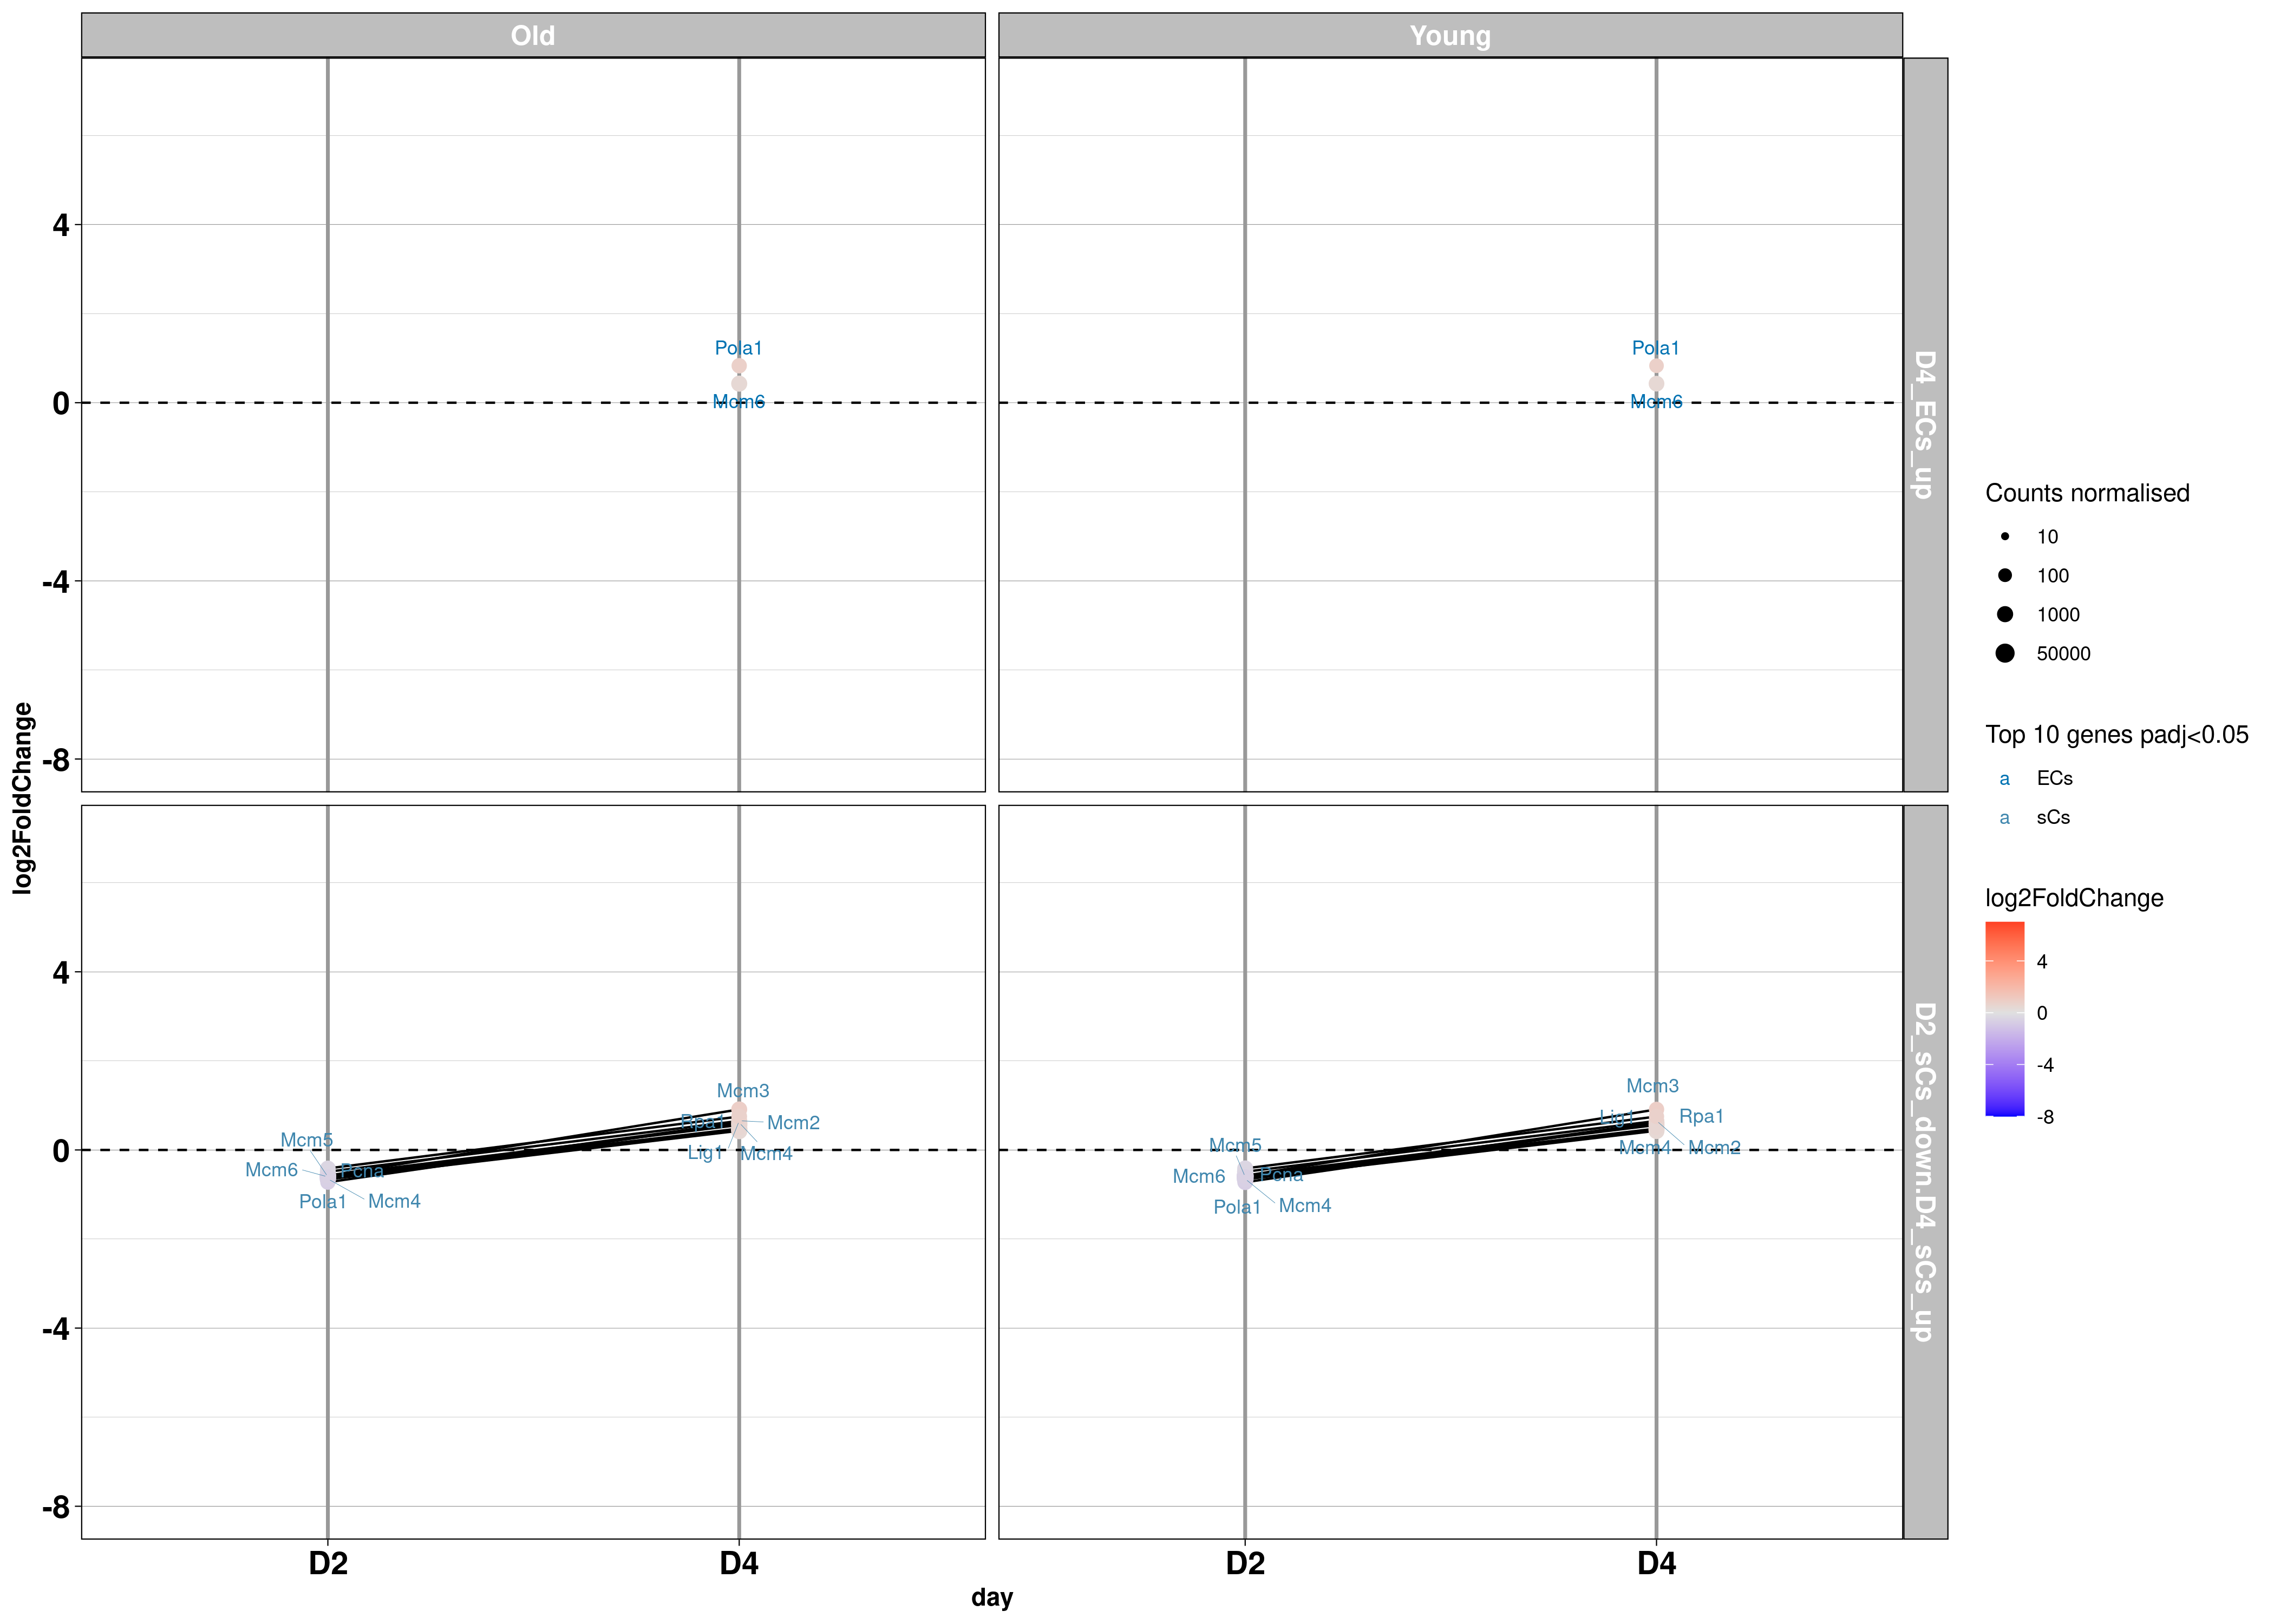 Old
Young
4
0
-4
-8
Pola1
Mcm6
Pola1
Mcm6
D4_ECs_up
log2FoldChange
4
0
-4
-8
Mcm3
Rpa1
Mcm2
Lig1
Mcm4
Mcm5
Mcm6
Pcna
Pola1
Mcm4
Mcm3
Lig1
Rpa1
Mcm4
Mcm2
Mcm5
Mcm6
Pcna
Pola1
Mcm4
D2_sCs_down.D4_sCs_up
D2
D4
D2
D4
day
Counts normalised
10
100
1000
50000
Top 10 genes padj<0.05
a ECs
a sCs
log2FoldChange
4
0
-4
-8